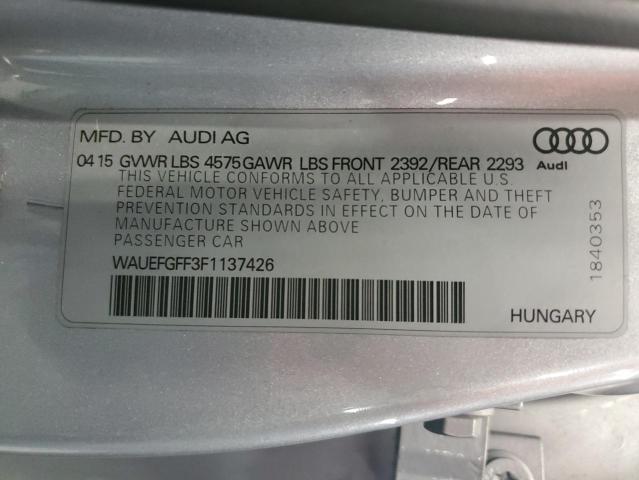 MFD. BY AUDI AG
04 15 GVWR LBS 4575 GAWR LBS FRONT 2392/REAR 2293
Audi
THIS VEHICLE CONFORMS TO ALL APPLICABLE U.S.
FEDERAL MOTOR VEHICLE SAFETY, BUMPER AND THEFT
PREVENTION STANDARDS IN EFFECT ON THE DATE OF
MANUFACTURE SHOWN ABOVE
PASSENGER CAR
WAUEFGFF3F1137426
HUNGARY
1840353